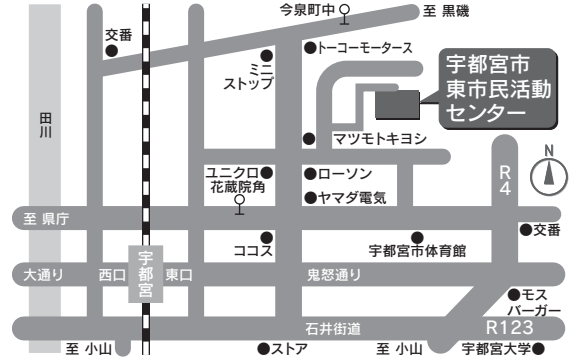 今泉町中
至 黒磯
交番
トーコーモータース
ミニ
ストップ
宇都宮市
東市民活動
センター
田川
マツモトキヨシ
ユニクロ
花蔵院角
ローソン
ヤマダ電気
R4
N
至 県庁
交番
ココス
宇都宮市体育館
大通り
西口
宇都宮
東口
鬼怒通り
モス
バーガー
石井街道
R123
至 小山
ストア
至 小山
宇都宮大学